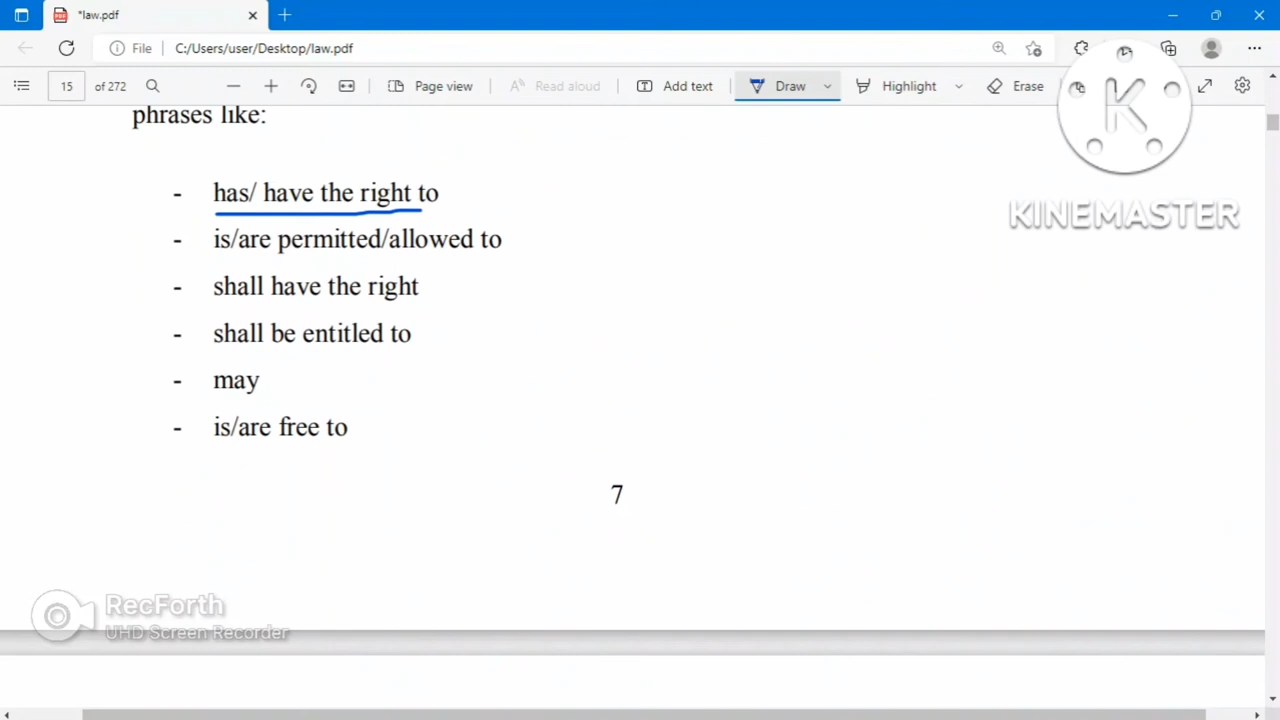 *law.pdf
File C:/Users/user/Desktop/law.pdf
15 of 272 Page view Read aloud Add text Draw Highlight Erase
phrases like:
- has/ have the right to
- is/are permitted/allowed to
- shall have the right
- shall be entitled to
- may
- is/are free to
7
K
KINEMASTER
RecForth
UHD Screen Recorder